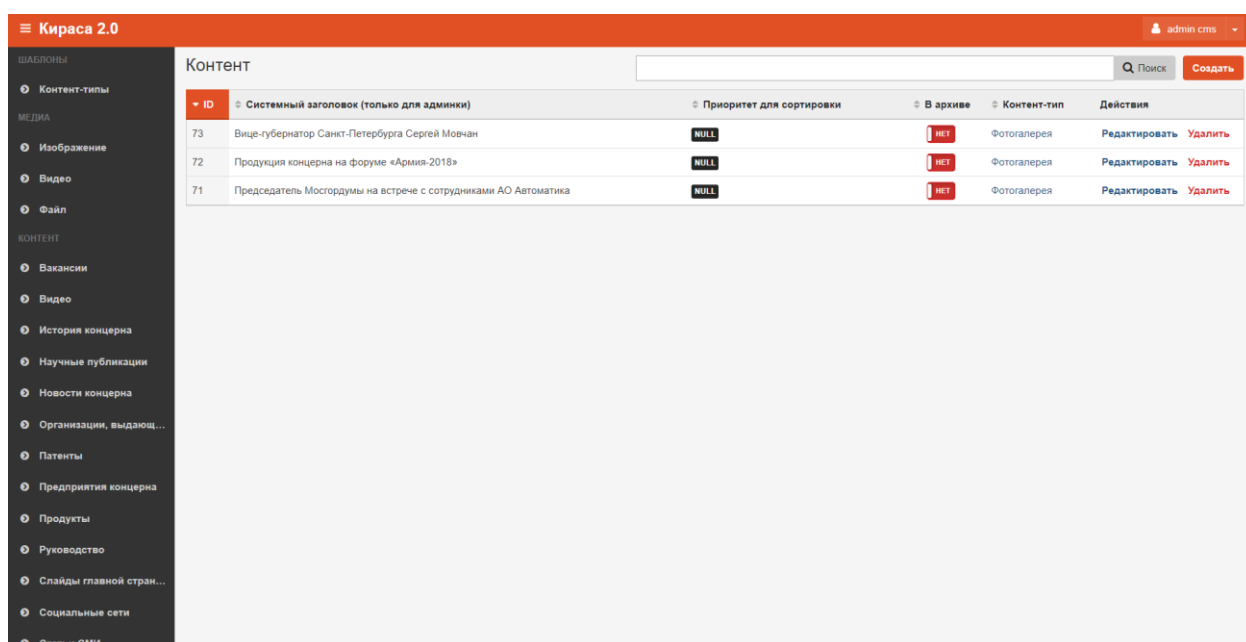 Кираса 2.0
admin cms
ШАБЛОНЫ
Контент-типы
МЕДИА
Изображение
Видео
Файл
КОНТЕНТ
Вакансии
Видео
История концерна
Научные публикации
Новости концерна
Организации, выдающ...
Патенты
Предприятия концерна
Продукты
Руководство
Слайды главной стран...
Социальные сети
Контент
Поиск
Создать
ID Системный заголовок (только для админки) Приоритет для сортировки В архиве Контент-тип Действия
73 Вице-губернатор Санкт-Петербурга Сергей Мовчан NULL НЕТ Фотогалерея Редактировать Удалить
72 Продукция концерна на форуме «Армия-2018» NULL НЕТ Фотогалерея Редактировать Удалить
71 Председатель Мосгордумы на встрече с сотрудниками АО Автоматика NULL НЕТ Фотогалерея Редактировать Удалить